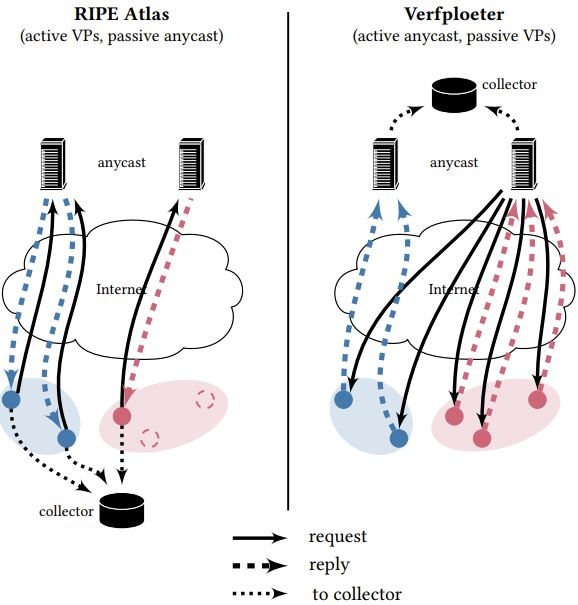 RIPE Atlas
(active VPs, passive anycast)
anycast
Internet
collector
Verfploeter
(active anycast, passive VPs)
collector
anycast
Internet
request
reply
to collector